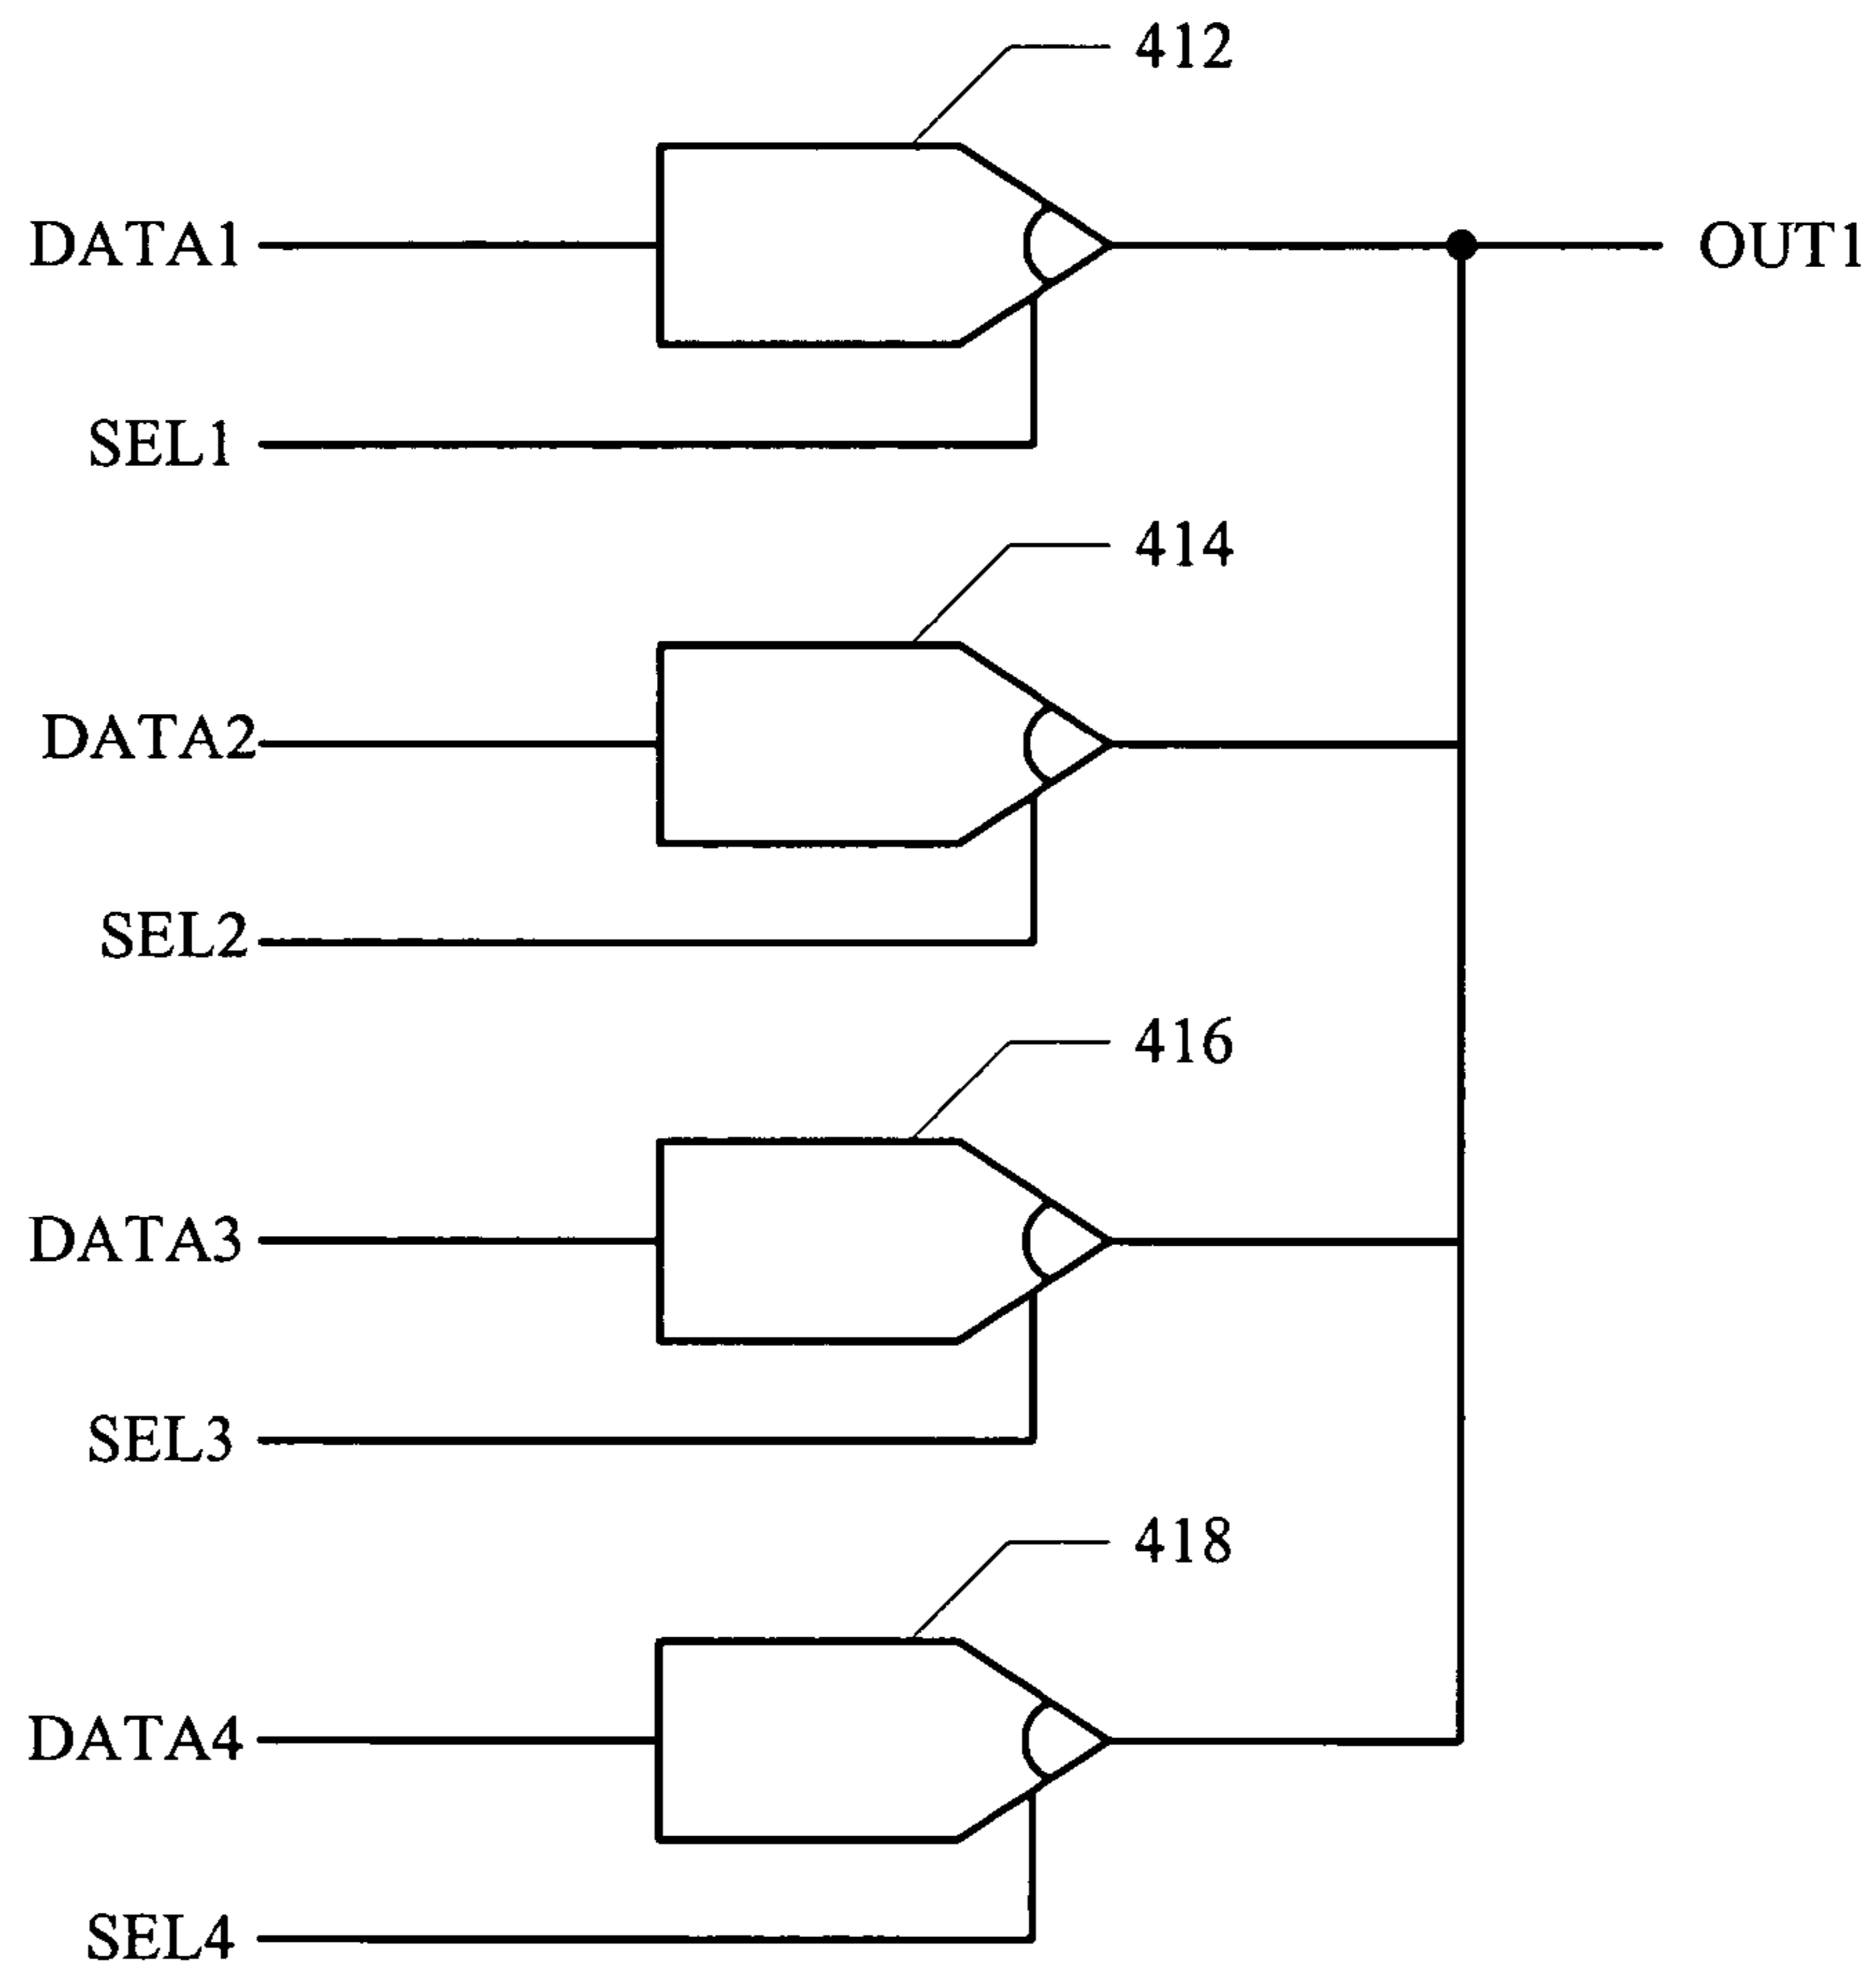 412
DATA1
OUT1
SEL1
414
DATA2
SEL2
416
DATA3
SEL3
418
DATA4
SEL4